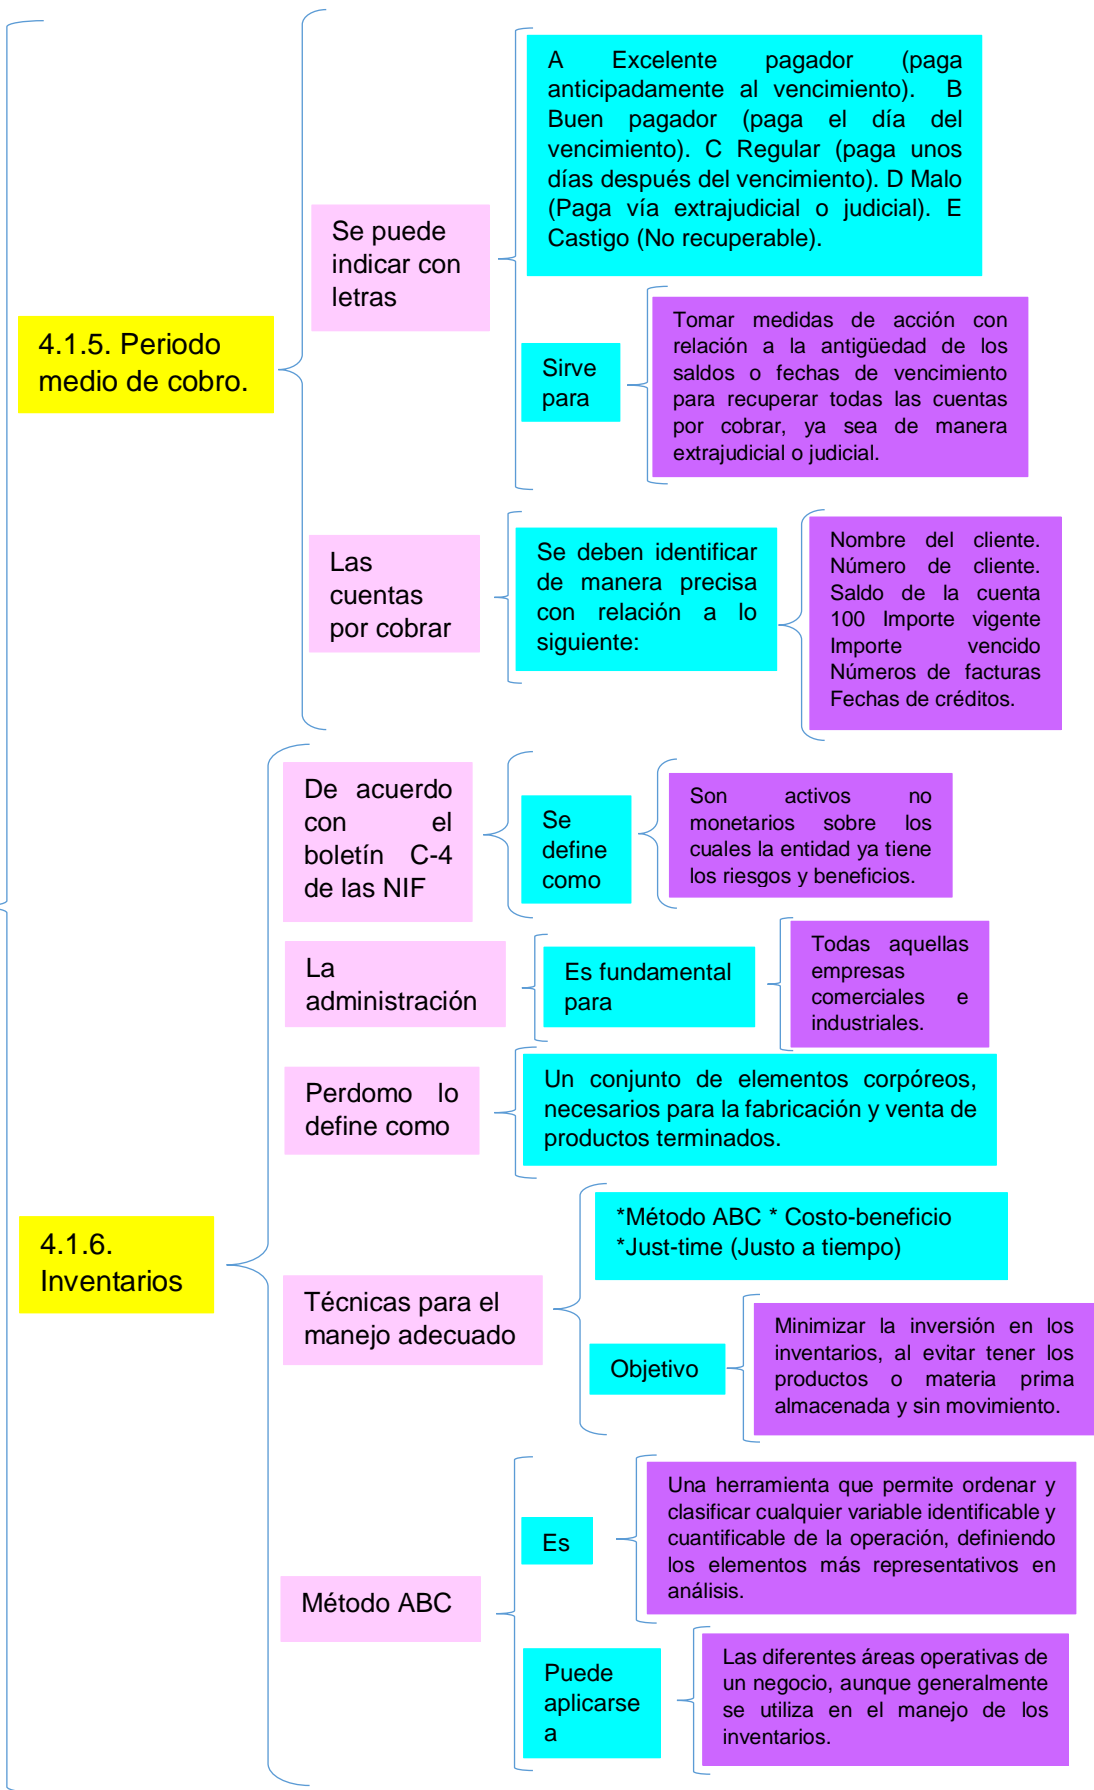 4.1.5. Periodo
medio de cobro.
Se puede
indicar con
letras
A Excelente pagador (paga
anticipadamente al vencimiento). B
Buen pagador (paga el día del
vencimiento). C Regular (paga unos
días después del vencimiento). D Malo
(Paga vía extrajudicial o judicial). E
Castigo (No recuperable).
Sirve
para
Tomar medidas de acción con
relación a la antigüedad de los
saldos o fechas de vencimiento
para recuperar todas las cuentas
por cobrar, ya sea de manera
extrajudicial o judicial.
Las
cuentas
por cobrar
Se deben identificar
de manera precisa
con relación a lo
siguiente:
Nombre del cliente.
Número de cliente.
Saldo de la cuenta
100 Importe vigente
Importe vencido
Números de facturas
Fechas de créditos.
4.1.6.
Inventarios
De acuerdo
con el
boletín C-4
de las NIF
Se
define
como
Son activos no
monetarios sobre los
cuales la entidad ya tiene
los riesgos y beneficios.
La
administración
Es fundamental
para
Todas aquellas
empresas
comerciales e
industriales.
Perdomo lo
define como
Un conjunto de elementos corpóreos,
necesarios para la fabricación y venta de
productos terminados.
Técnicas para el
manejo adecuado
*Método ABC * Costo-beneficio
*Just-time (Justo a tiempo)
Objetivo
Minimizar la inversión en los
inventarios, al evitar tener los
productos o materia prima
almacenada y sin movimiento.
Método ABC
Es
Una herramienta que permite ordenar y
clasificar cualquier variable identificable y
cuantificable de la operación, definiendo
los elementos más representativos en
análisis.
Puede
aplicarse
a
Las diferentes áreas operativas de
un negocio, aunque generalmente
se utiliza en el manejo de los
inventarios.